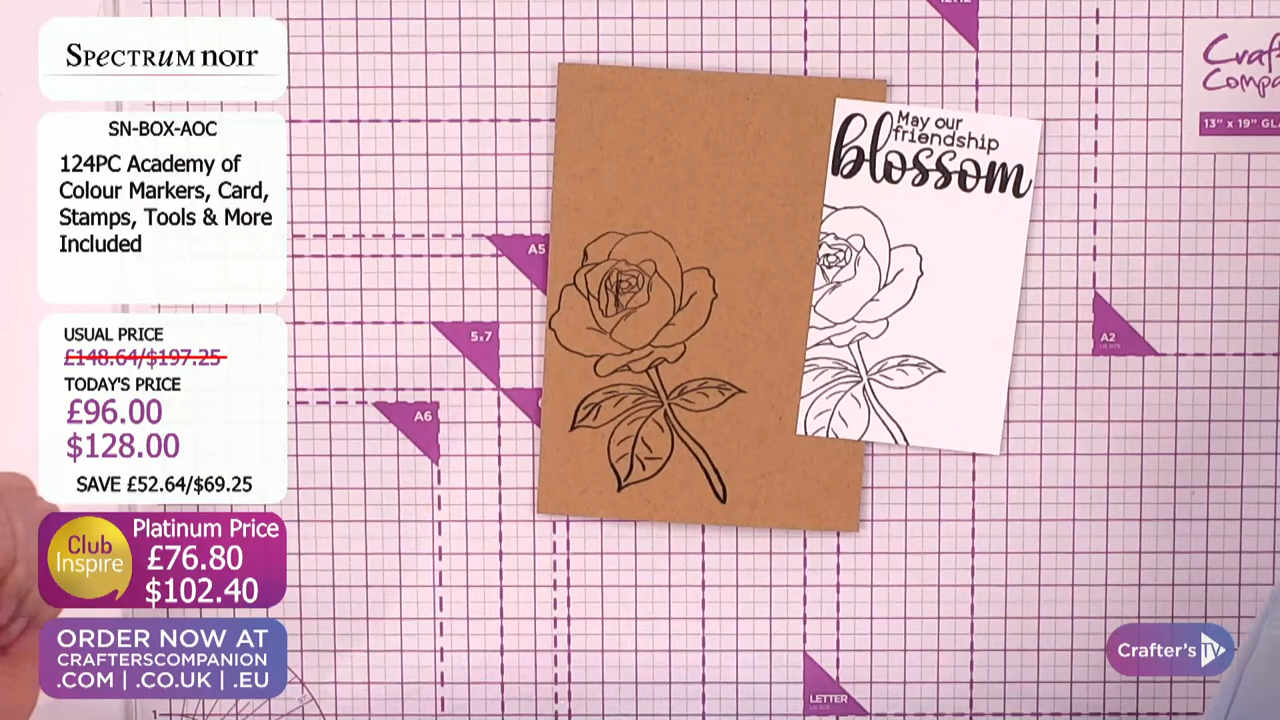 SPECTRUM NOIR
SN-BOX-AOC
124PC Academy of
Colour Markers, Card,
Stamps, Tools & More
Included
USUAL PRICE
£148.64/$197.25
TODAY'S PRICE
£96.00
$128.00
SAVE £52.64/$69.25
Club
Inspire
Platinum Price
£76.80
$102.40
ORDER NOW AT
CRAFTERSCOMPANION
.COM | .CO.UK | .EU
May our
friendship
blossom
A5
5x7
A6
A2
LETTER
13" x 19" GL
Crafter's TV
1